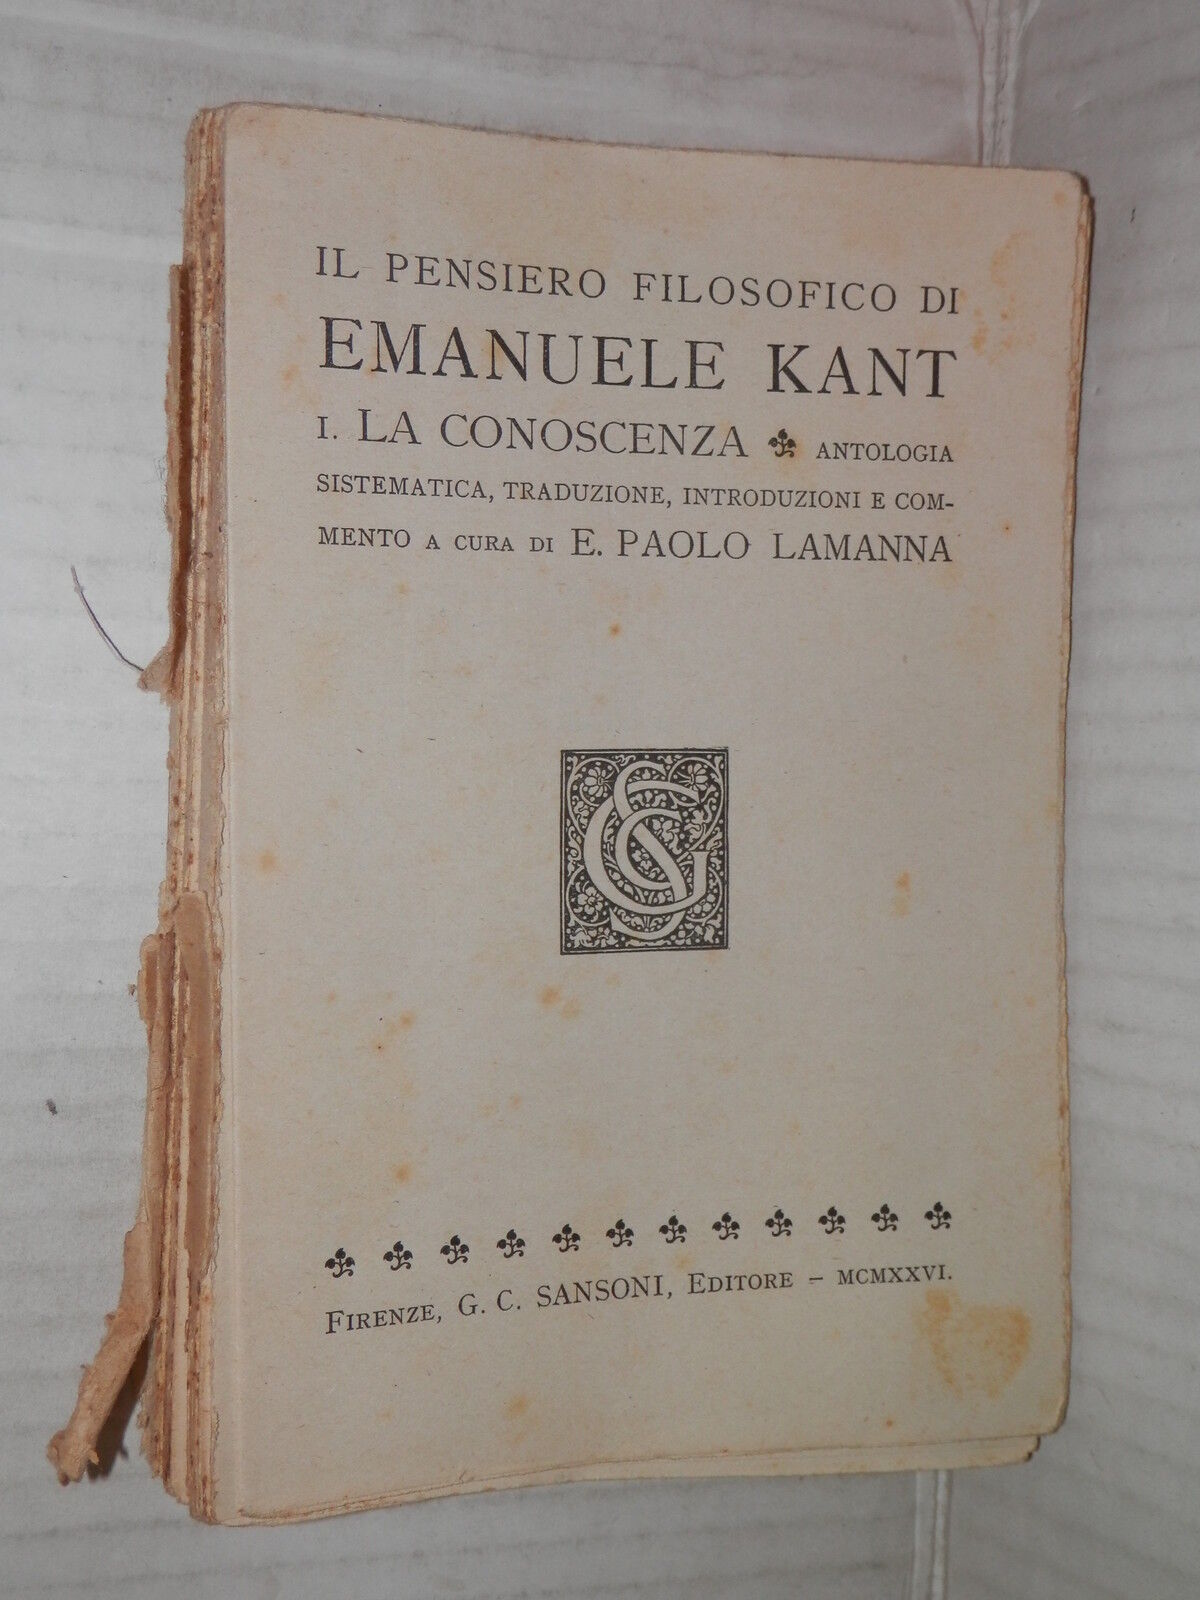 IL PENSIERO FILOSOFICO DI
EMANUELE KANT
I. LA CONOSCENZA ANTOLOGIA
SISTEMATICA, TRADUZIONE, INTRODUZIONI E COM-
MENTO A CURA DI E. PAOLO LAMANNA
GCS
FIRENZE, G. C. SANSONI, EDITORE – MCMXXVI.